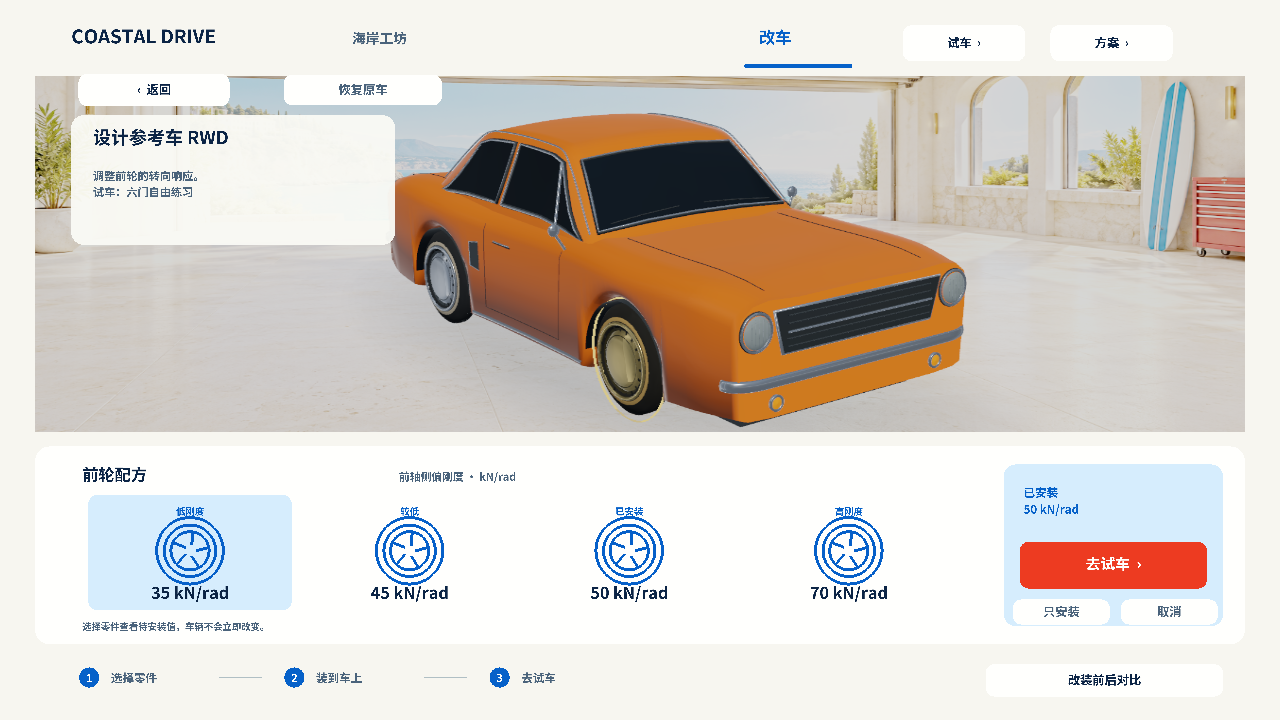 COASTAL DRIVE
海岸工坊
改车
试车 ›
方案 ›
‹ 返回
恢复原车
设计参考车 RWD
调整前轮的转向响应。
试车：六门自由练习
前轮配方
前轴侧偏刚度 · kN/rad
低刚度
35 kN/rad
较低
45 kN/rad
已安装
50 kN/rad
高刚度
70 kN/rad
选择零件查看待安装值，车辆不会立即改变。
已安装
50 kN/rad
去试车 ›
只安装
取消
1 选择零件
2 装到车上
3 去试车
改装前后对比